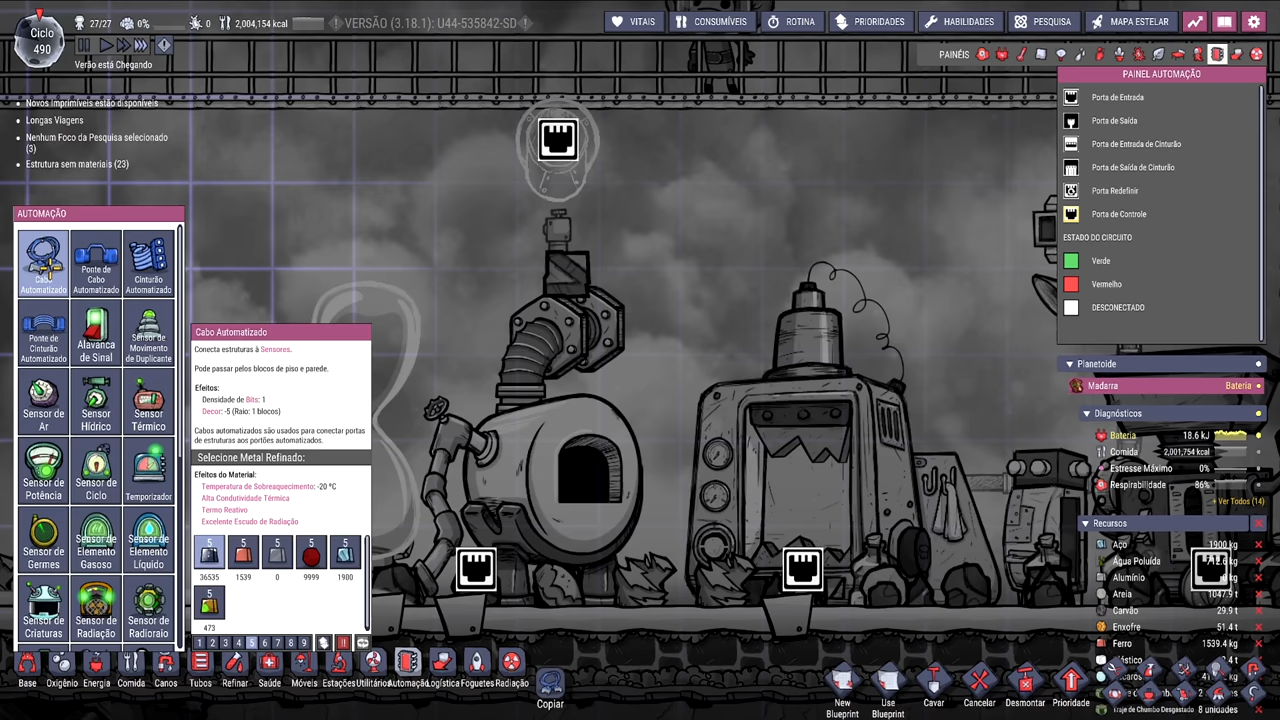 27/27
0%
0
2,004,154 kcal
VERSÃO (3.18.1): U44-535842-SD
VITAIS
CONSUMÍVEIS
ROTINA
PRIORIDADES
HABILIDADES
PESQUISA
MAPA ESTELAR
Ciclo
490
Verão está Chegando
PAINÉIS
PAINEL AUTOMAÇÃO
Porta de Entrada
Porta de Saída
Porta de Entrada de Cinturão
Porta de Saída de Cinturão
Porta Redefinir
Porta de Controle
ESTADO DO CIRCUITO
Verde
Vermelho
DESCONECTADO
Novos Imprimíveis estão disponíveis
Longas Viagens
Nenhum Foco da Pesquisa selecionado
(3)
Estrutura sem materiais (23)
AUTOMAÇÃO
Cabo
Automatizado
Ponte de
Cabo
Automatizado
Cinturão
Automatizado
Ponte de
Cinturão
Automatizado
Alavanca
de Sinal
Sensor de
Movimento
de Duplicante
Sensor de
Ar
Sensor
Hídrico
Sensor
Térmico
Sensor de
Potência
Sensor de
Ciclo
Temporizador
Sensor de
Germes
Sensor de
Elemento
Gasoso
Sensor de
Elemento
Líquido
Sensor de
Criaturas
Sensor de
Radiação
Sensor de
Radioraio
Cabo Automatizado
Conecta estruturas à Sensores.
Pode passar pelos blocos de piso e parede.
Efeitos:
Densidade de Bits: 1
Decor: -5 (Raio: 1 blocos)
Cabos automatizados são usados para conectar portas
de estruturas aos portões automatizados.
Selecione Metal Refinado:
Efeitos do Material:
Temperatura de Sobreaquecimento: -20 ºC
Alta Condutividade Térmica
Termo Reativo
Excelente Escudo de Radiação
5 5 5 5 5
36535 1539 0 9999 1900
5
473
1 2 3 4 5 6 7 8 9
Planetoide
Madarra
Bateria
Diagnósticos
Bateria 18.6 kJ
Comida 2,001,754 kcal
Estresse Máximo 0%
Respirabilidade 86%
+ Ver Todos (14)
Recursos
Aço 1900 kg
Água Poluída
Alumínio
Areia 1047.9 t
Carvão 29.9 t
Enxofre 51.4 t
Ferro 1539.4 kg
Traje de Chumbo Desgastado 8 unidades
Base
Oxigênio
Energia
Comida
Canos
Tubos
Refinar
Saúde
Móveis
Estações
Utilitários
Automação
Logística
Foguetes
Radiação
Copiar
New
Blueprint
Use
Blueprint
Cavar
Cancelar
Desmontar
Prioridade